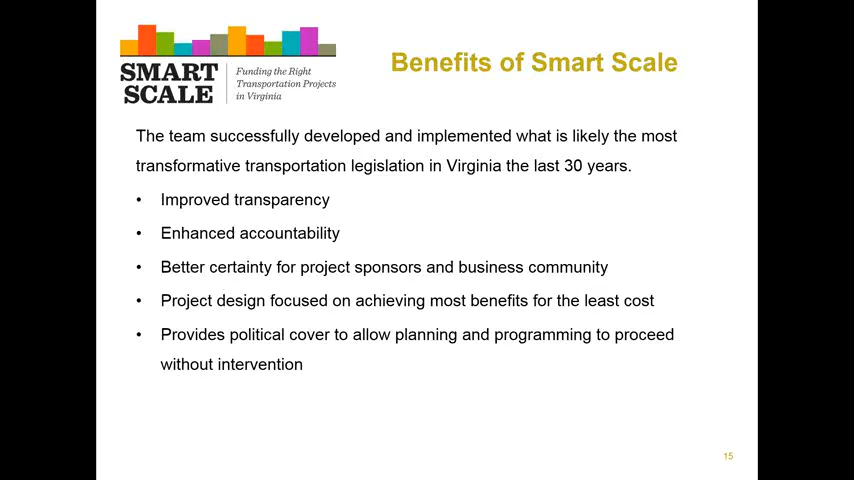 SMART
SCALE
Funding the Right
Transportation Projects
in Virginia
Benefits of Smart Scale
The team successfully developed and implemented what is likely the most
transformative transportation legislation in Virginia the last 30 years.
• Improved transparency
• Enhanced accountability
• Better certainty for project sponsors and business community
• Project design focused on achieving most benefits for the least cost
• Provides political cover to allow planning and programming to proceed
without intervention
15